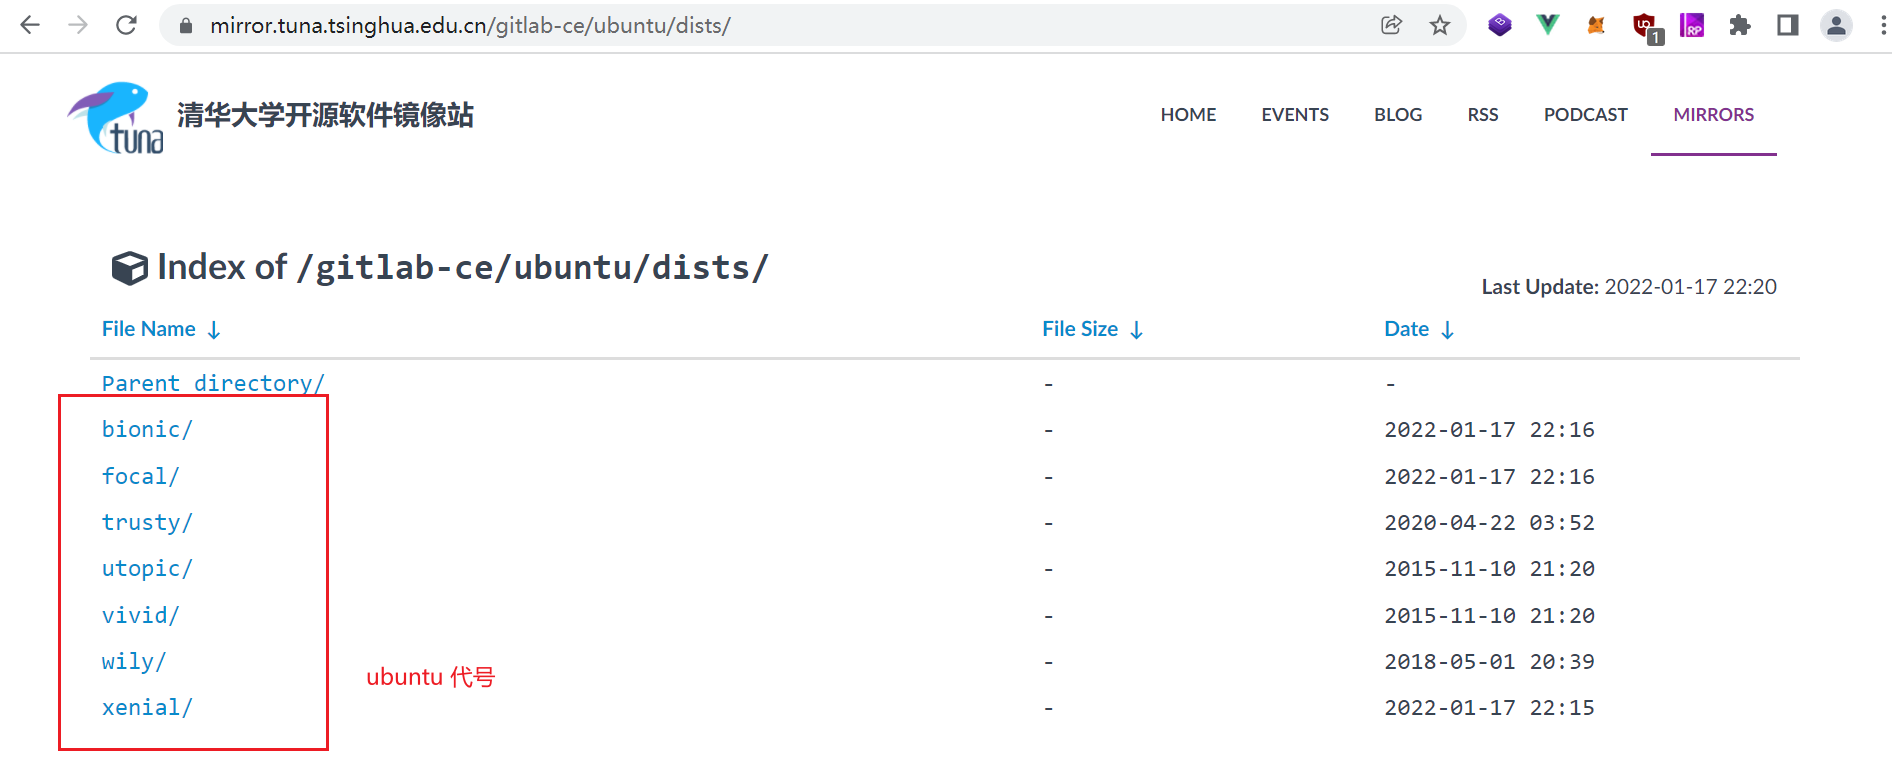 mirror.tuna.tsinghua.edu.cn/gitlab-ce/ubuntu/dists/
1
RP
tuna
清华大学开源软件镜像站
HOME EVENTS BLOG RSS PODCAST MIRRORS
Index of /gitlab-ce/ubuntu/dists/
Last Update: 2022-01-17 22:20
File Name ↓ File Size ↓ Date ↓
Parent directory/ - -
bionic/ - 2022-01-17 22:16
focal/ - 2022-01-17 22:16
trusty/ - 2020-04-22 03:52
utopic/ - 2015-11-10 21:20
vivid/ - 2015-11-10 21:20
wily/ - 2018-05-01 20:39
ubuntu 代号
xenial/ - 2022-01-17 22:15